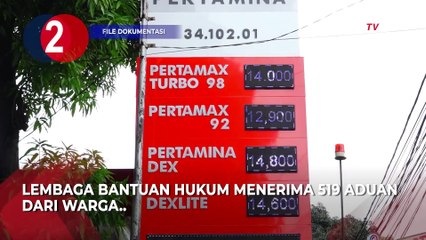 PERTAMINA
2
FILE DOKUMENTASI
TV
34.102.01
PERTAMAX
TURBO 98
14,000
PERTAMAX
92
12,900
PERTAMINA
DEX
14,800
LEMBAGA BANTUAN HUKUM MENERIMA 519 ADUAN
DARI WARGA..
DEXLITE
14,600